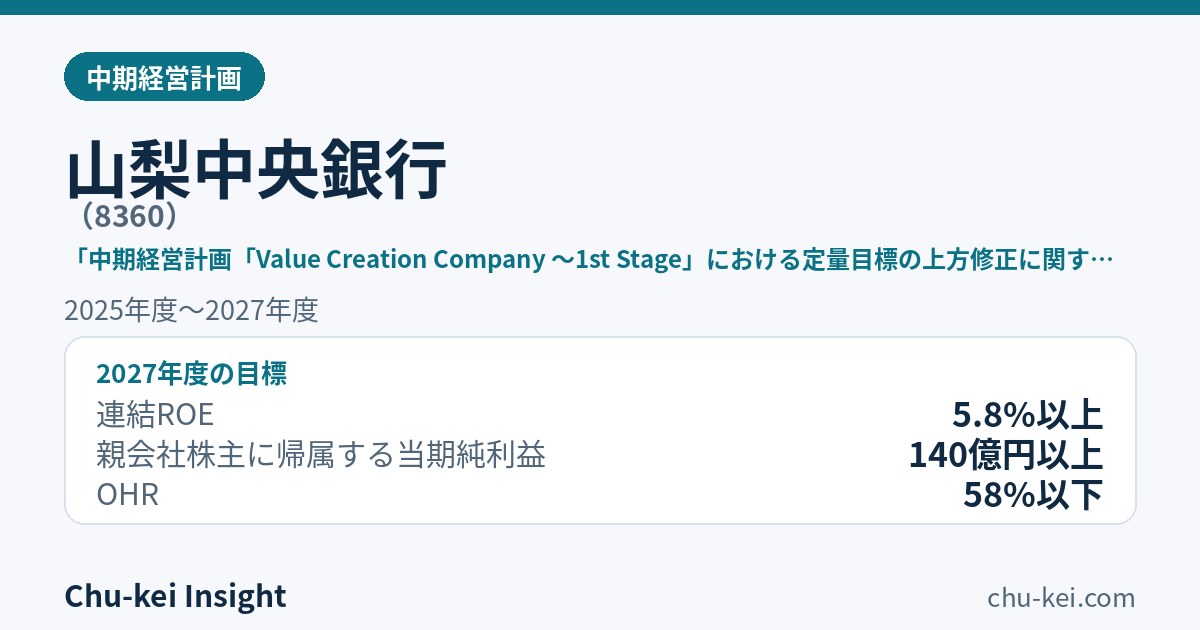 中期経営計画
山梨中央銀行
（8360）
「中期経営計画「Value Creation Company ～1st Stage」における定量目標の上方修正に関す…
2025年度～2027年度
2027年度の目標
連結ROE 5.8%以上
親会社株主に帰属する当期純利益 140億円以上
OHR 58%以下
Chu-kei Insight chu-kei.com